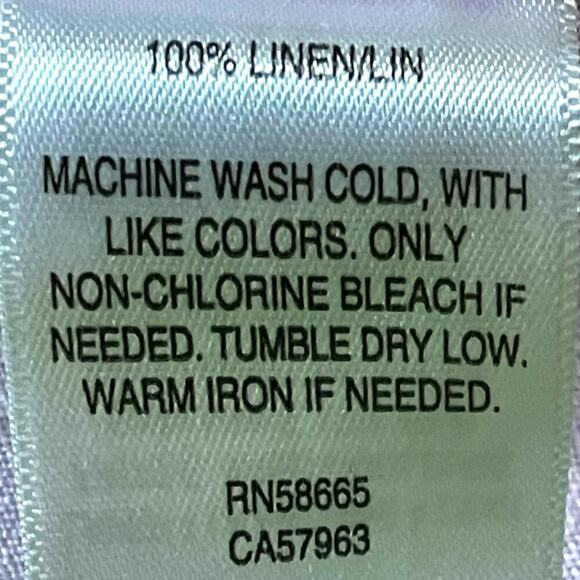 100% LINEN/LIN
MACHINE WASH COLD, WITH
LIKE COLORS. ONLY
NON-CHLORINE BLEACH IF
NEEDED. TUMBLE DRY LOW.
WARM IRON IF NEEDED.
RN58665
CA57963